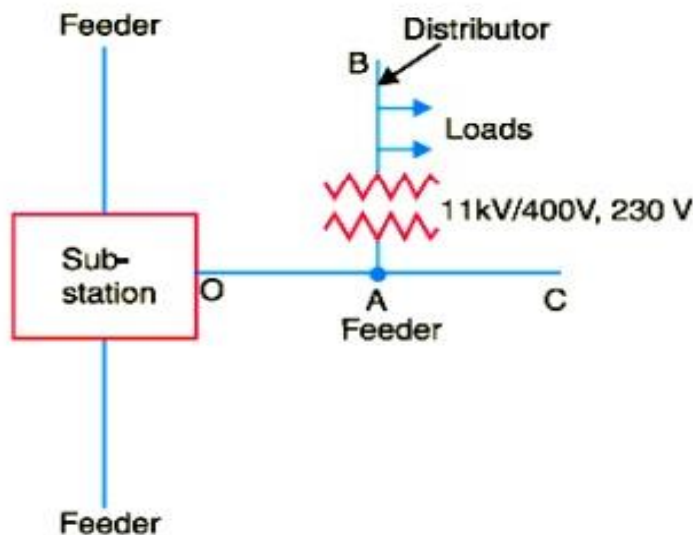 Feeder
Distributor
B
Loads
11kV/400V, 230 V
Sub-
station
O
A
C
Feeder
Feeder